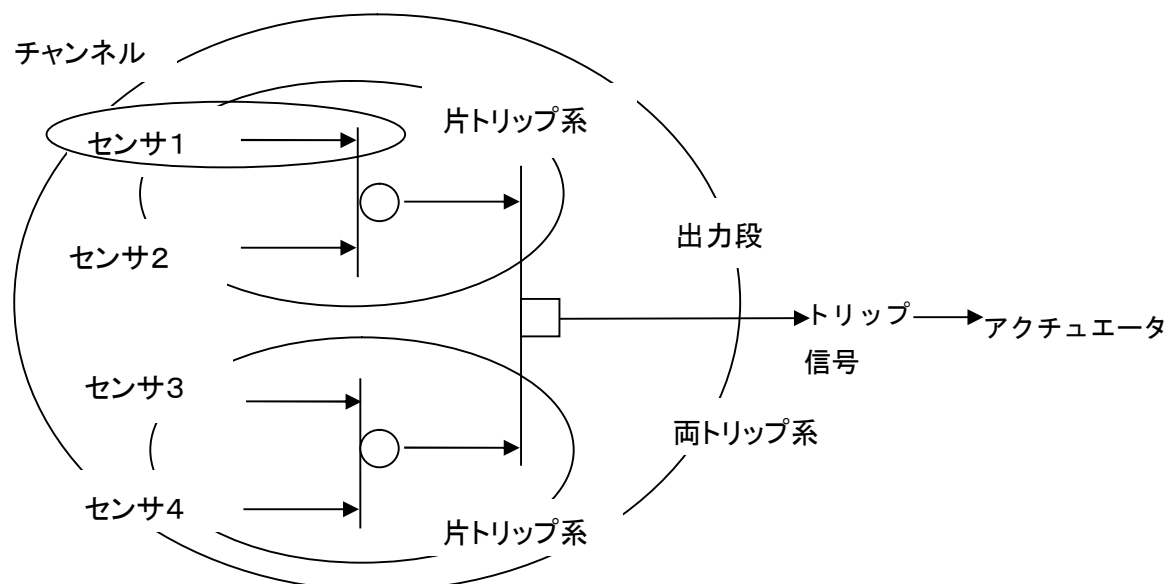 チャンネル
片トリップ系
センサ1
出力段
センサ2
トリップ
信号
アクチュエータ
センサ3
両トリップ系
センサ4
片トリップ系